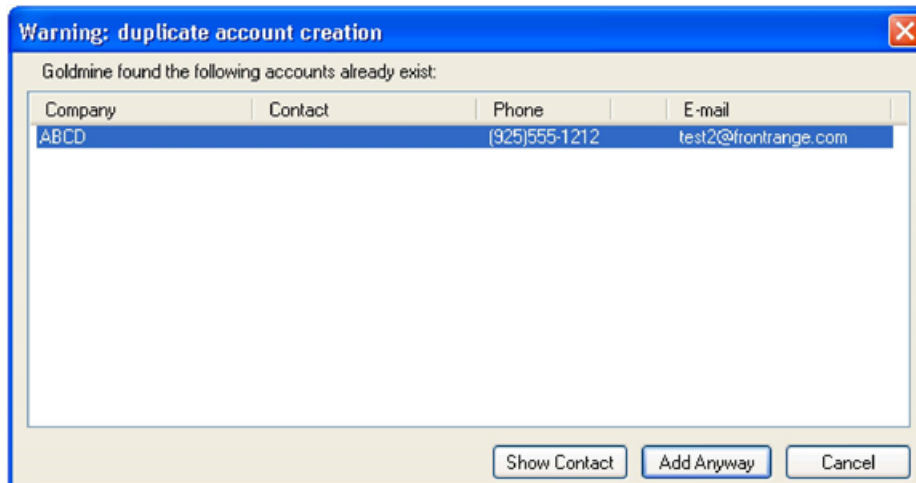 Warning: duplicate account creation
Goldmine found the following accounts already exist:
Company Contact Phone E-mail
ABCD (925)555-1212 test2@frontrange.com
Show Contact Add Anyway Cancel